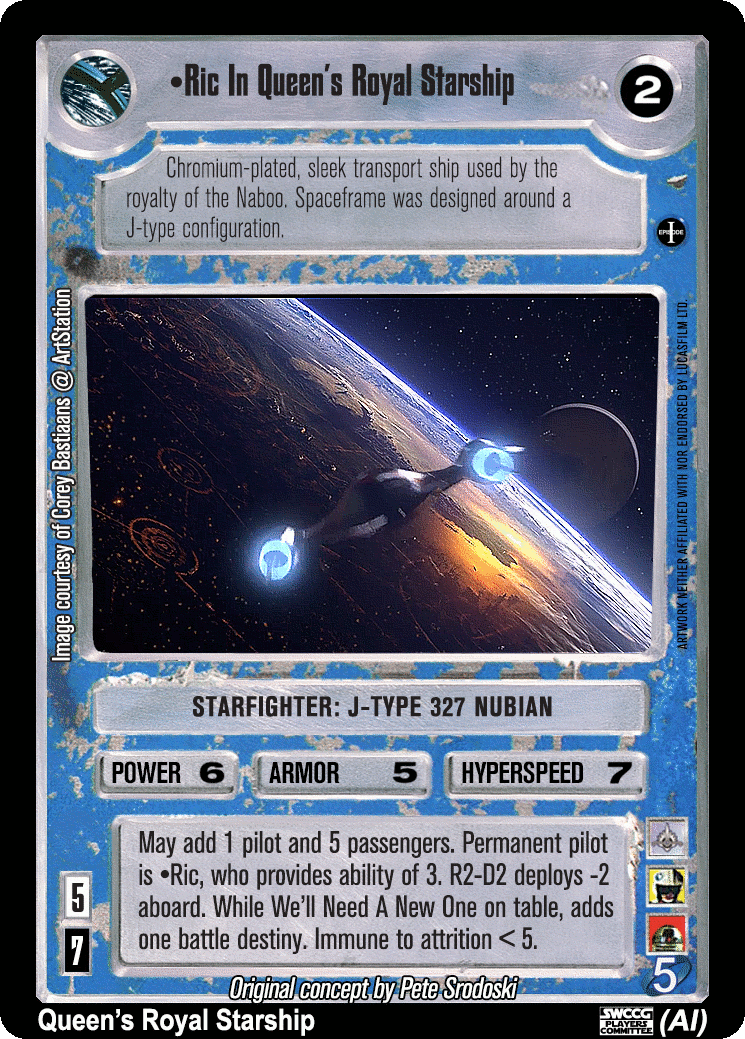 •Ric In Queen's Royal Starship
2
Chromium-plated, sleek transport ship used by the
royalty of the Naboo. Spaceframe was designed around a
J-type configuration.
EPISODE
I
Image courtesy of Corey Bastiaans @ ArtStation
ARTWORK NEITHER AFFILIATED WITH NOR ENDORSED BY LUCASFILM LTD.
STARFIGHTER: J-TYPE 327 NUBIAN
POWER 6 ARMOR 5 HYPERSPEED 7
May add 1 pilot and 5 passengers. Permanent pilot
is •Ric, who provides ability of 3. R2-D2 deploys -2
aboard. While We'll Need A New One on table, adds
one battle destiny. Immune to attrition < 5.
5
7
5
Original concept by Pete Srodoski
Queen's Royal Starship
SWCCG
PLAYERS
COMMITTEE
(AI)